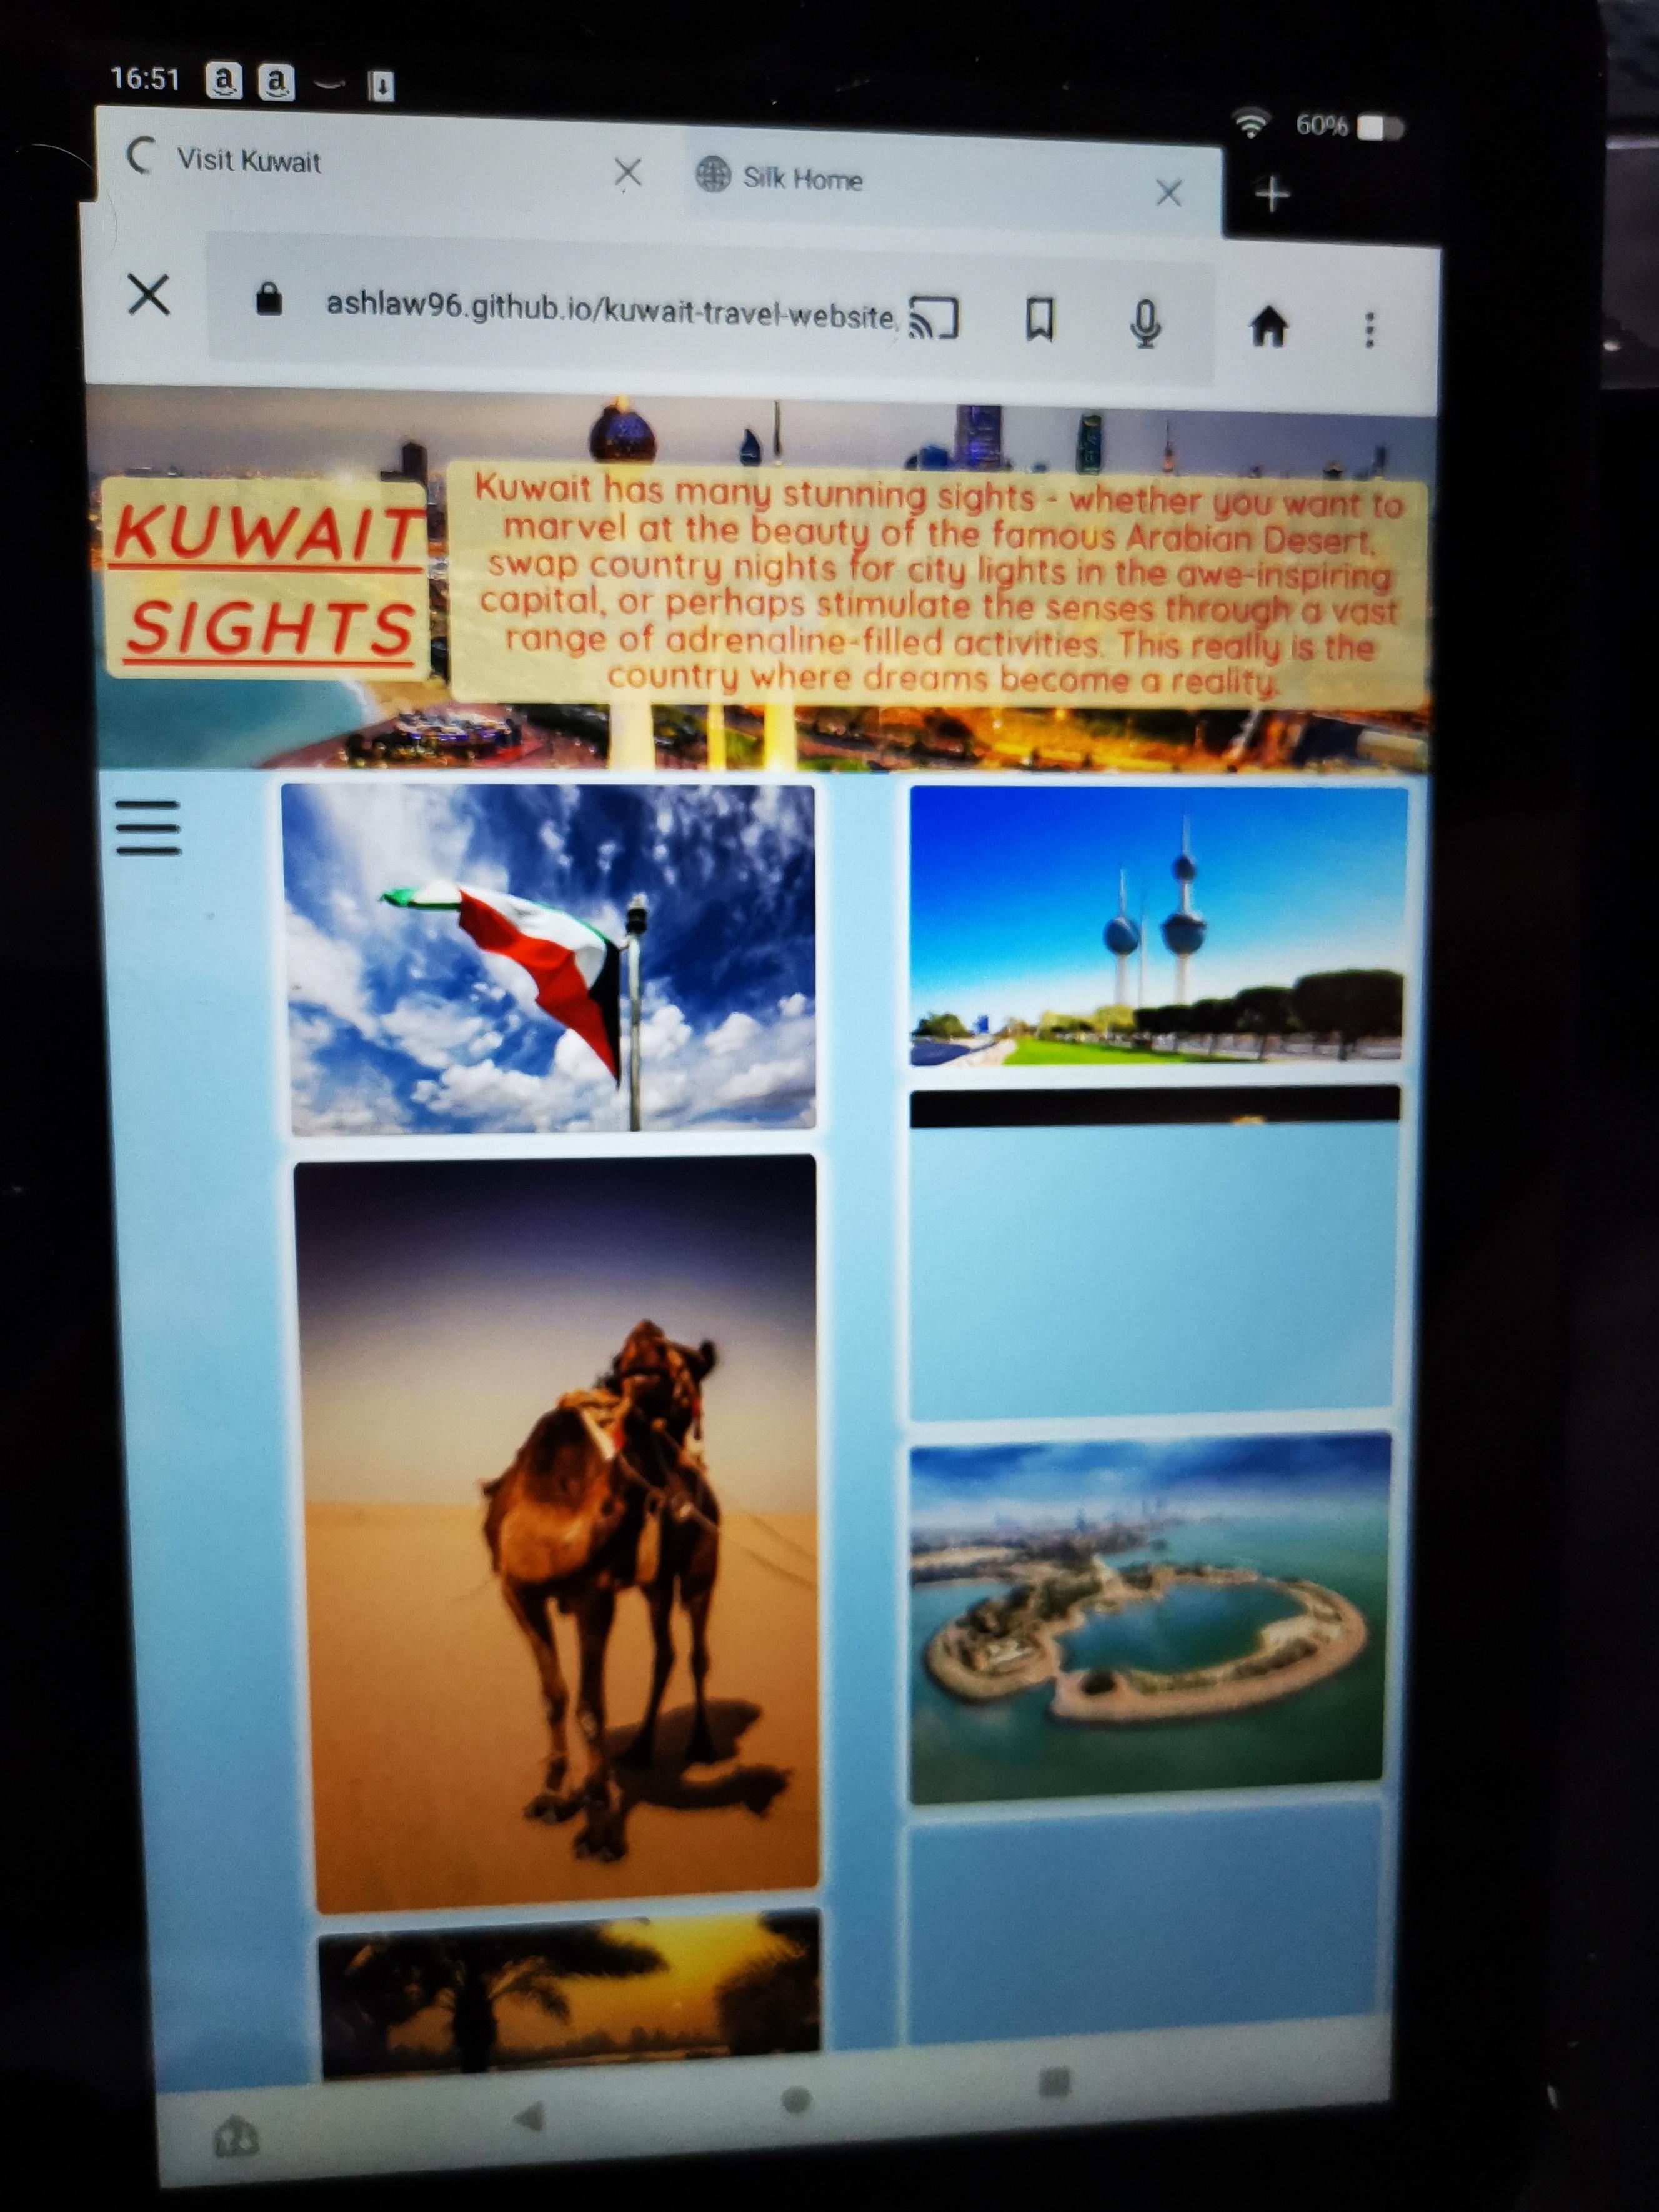 16:51
60%
Visit Kuwait
Silk Home
ashlaw96.github.io/kuwait-travel-website
KUWAIT
SIGHTS
Kuwait has many stunning sights - whether you want to
marvel at the beauty of the famous Arabian Desert,
swap country nights for city lights in the awe-inspiring
capital, or perhaps stimulate the senses through a vast
range of adrenaline-filled activities. This really is the
country where dreams become a reality.